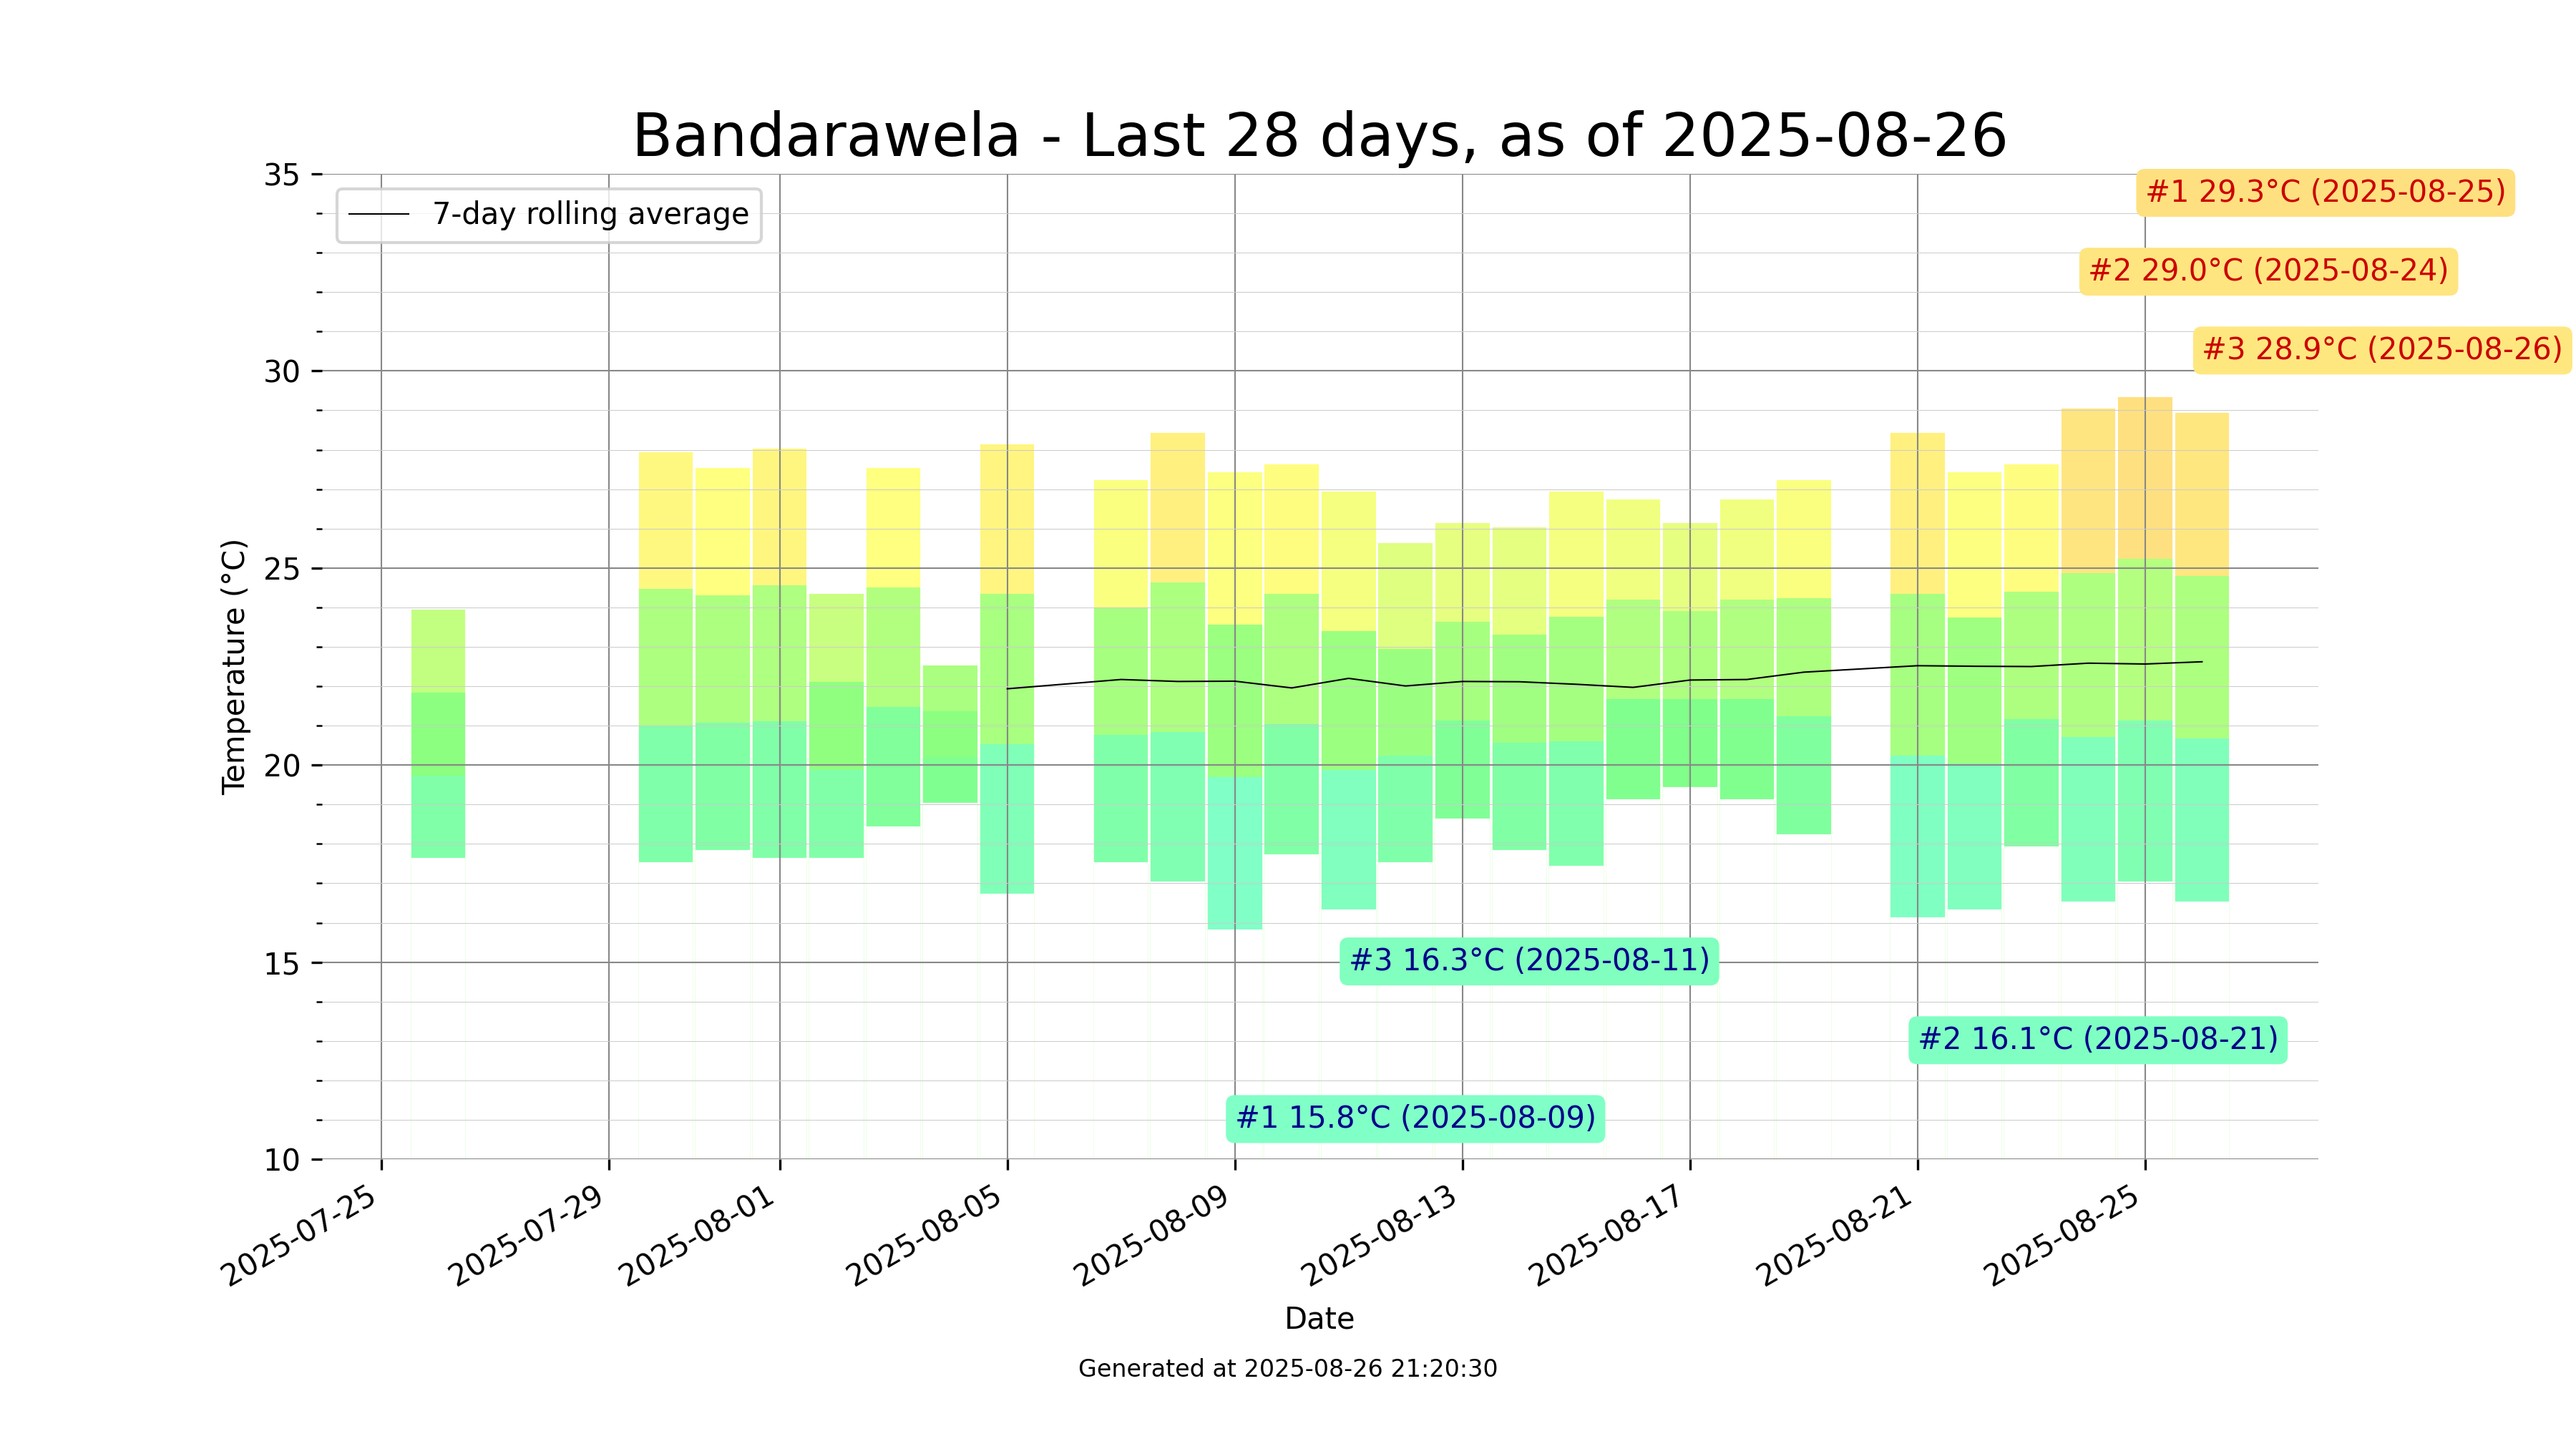 Bandarawela - Last 28 days, as of 2025-08-26
35
7-day rolling average
#1 29.3°C (2025-08-25)
#2 29.0°C (2025-08-24)
#3 28.9°C (2025-08-26)
30
25
Temperature (°C)
20
15
#3 16.3°C (2025-08-11)
#2 16.1°C (2025-08-21)
#1 15.8°C (2025-08-09)
10
2025-07-25
2025-07-29
2025-08-01
2025-08-05
2025-08-09
2025-08-13
2025-08-17
2025-08-21
2025-08-25
Date
Generated at 2025-08-26 21:20:30